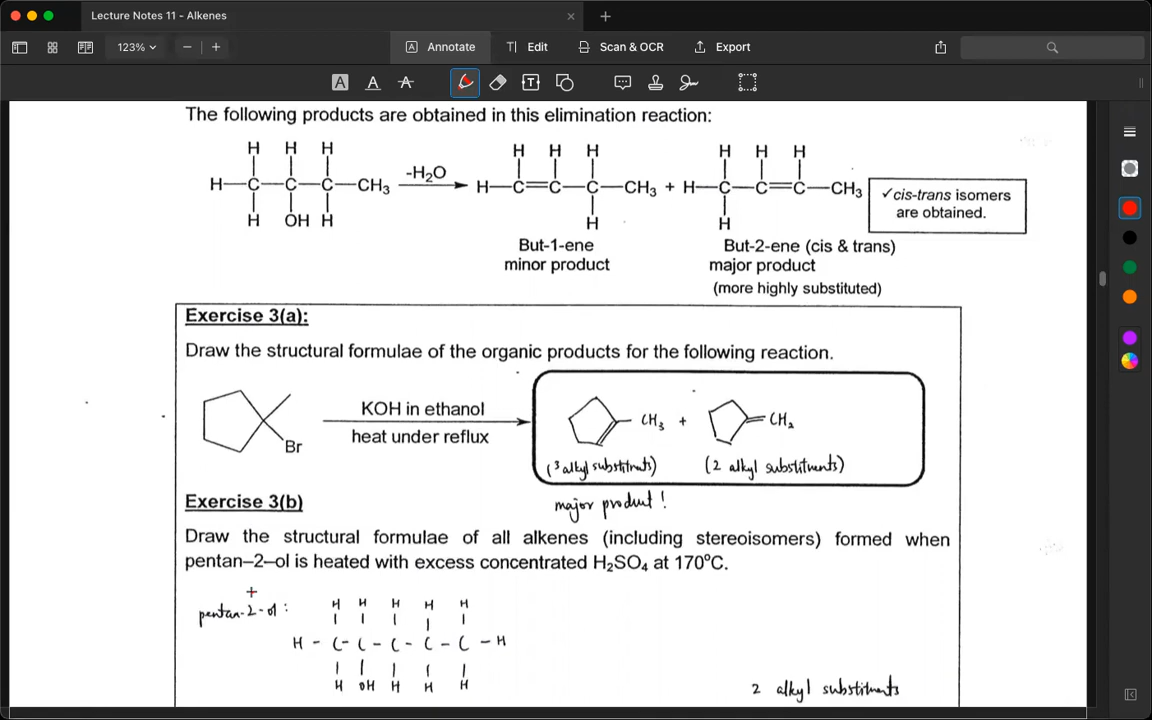 Lecture Notes 11 - Alkenes
123%
Annotate
Edit
Scan & OCR
Export
The following products are obtained in this elimination reaction:
H H H
H—C—C—C—CH₃
H OH H
-H₂O
H H H
H—C=C—C—CH₃ +
H
H H H
H—C—C=C—CH₃
H
✓cis-trans isomers
are obtained.
But-1-ene
minor product
But-2-ene (cis & trans)
major product
(more highly substituted)
Exercise 3(a):
Draw the structural formulae of the organic products for the following reaction.
Br
KOH in ethanol
heat under reflux
CH₃ + =CH₂
(3 alkyl substituents) (2 alkyl substituents)
major product !
Exercise 3(b)
Draw the structural formulae of all alkenes (including stereoisomers) formed when
pentan–2–ol is heated with excess concentrated H₂SO₄ at 170°C.
pentan-2-ol :
H H H H H
H - C - C - C - C - C - H
H OH H H H
2 alkyl substituents